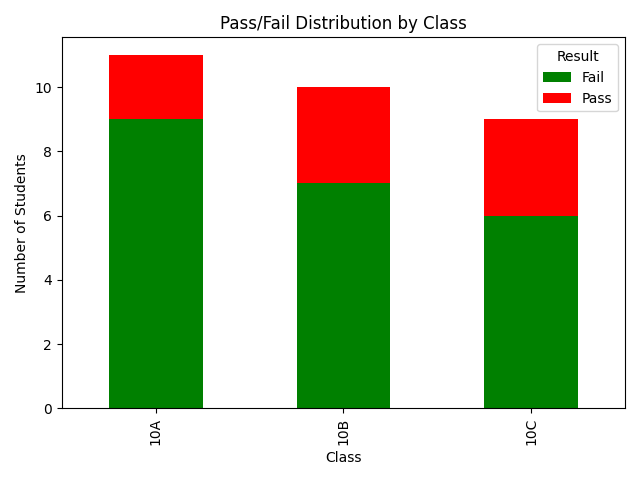 Pass/Fail Distribution by Class
Result
Fail
Pass
Number of Students
10
8
6
4
2
0
10A
10B
10C
Class